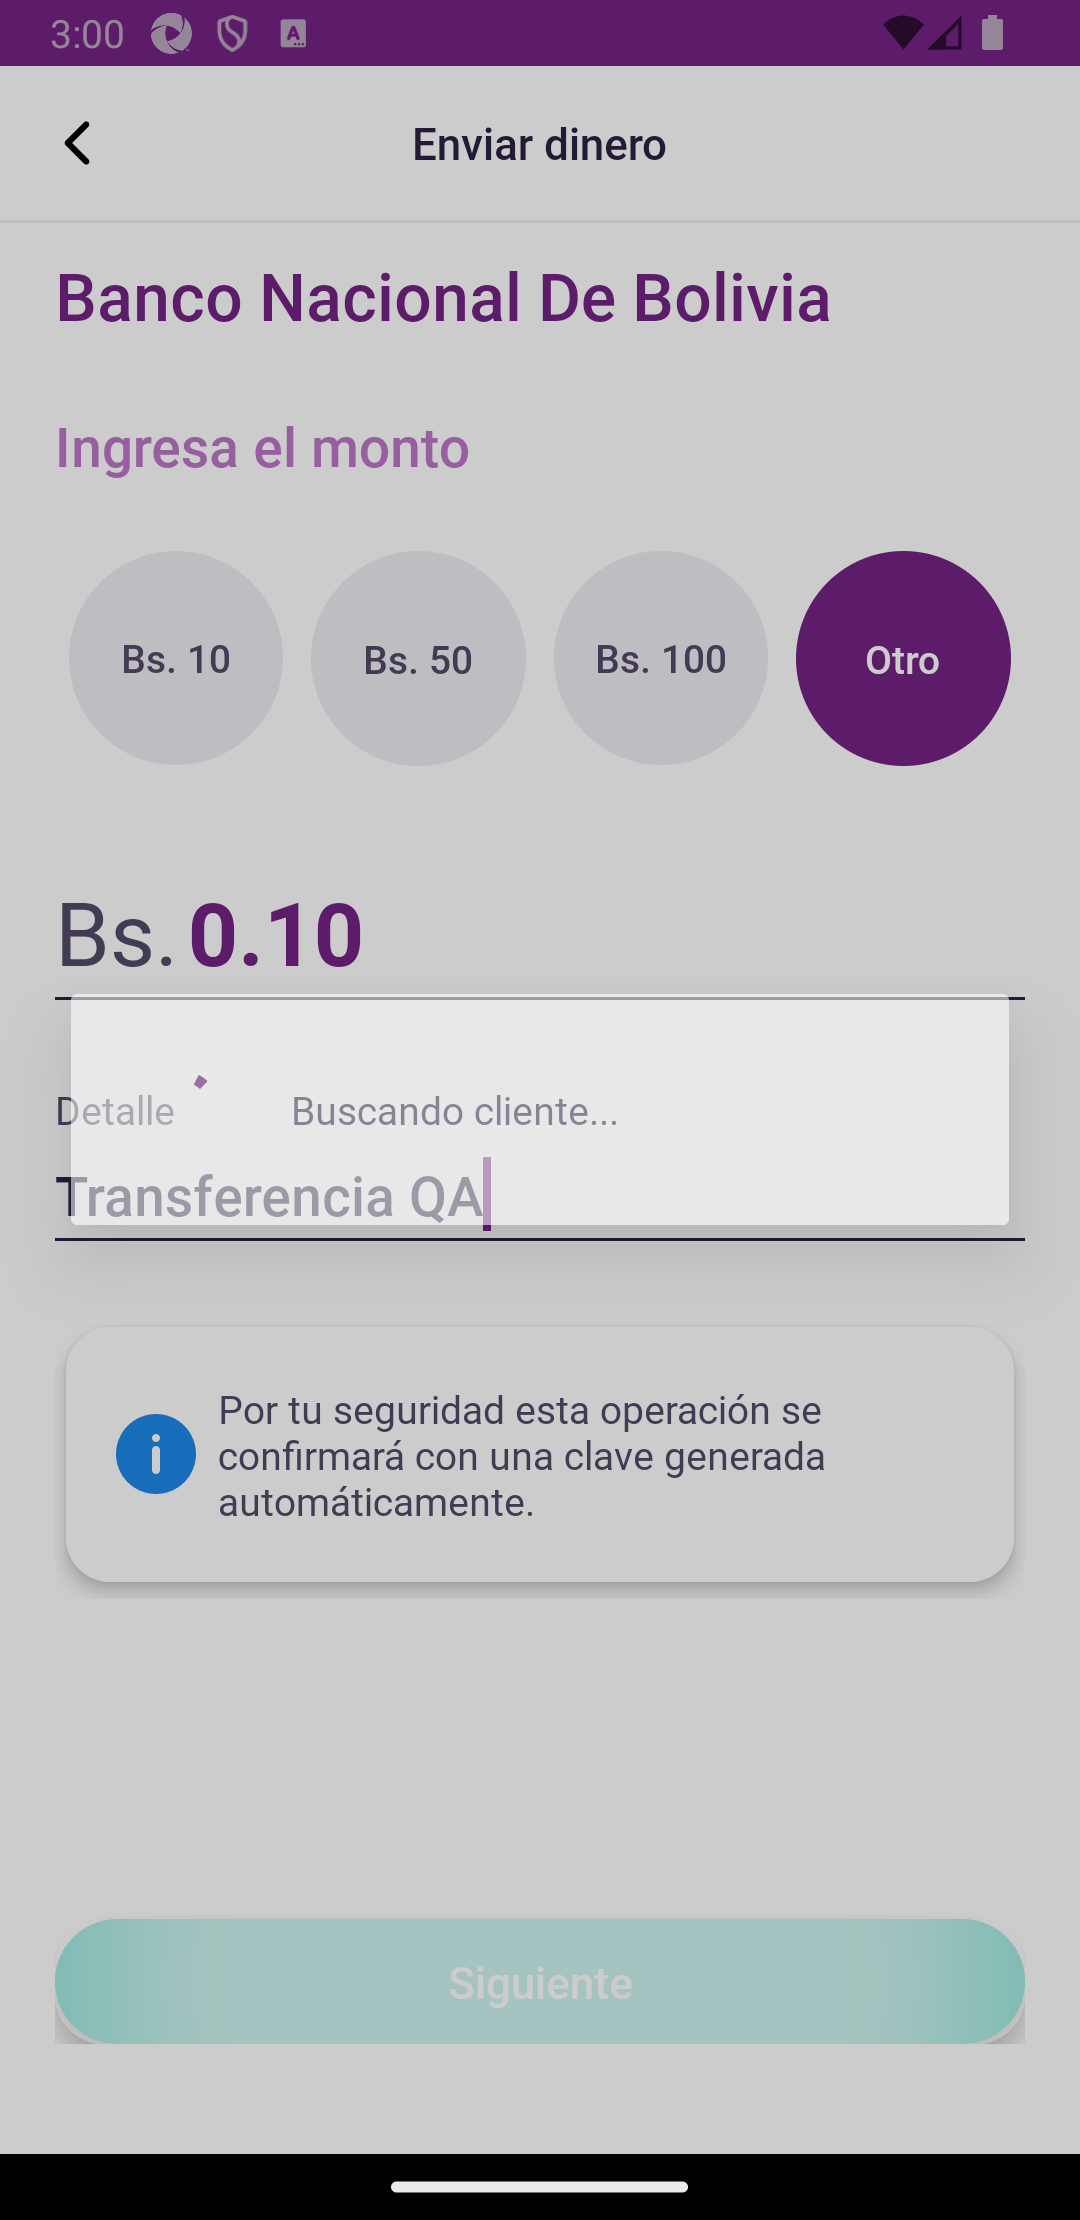 3:00
Enviar dinero
Banco Nacional De Bolivia
Ingresa el monto
Bs. 10
Bs. 50
Bs. 100
Otro
Bs. 0.10
Detalle
Buscando cliente...
Transferencia QA
Por tu seguridad esta operación se
confirmará con una clave generada
automáticamente.
Siguiente